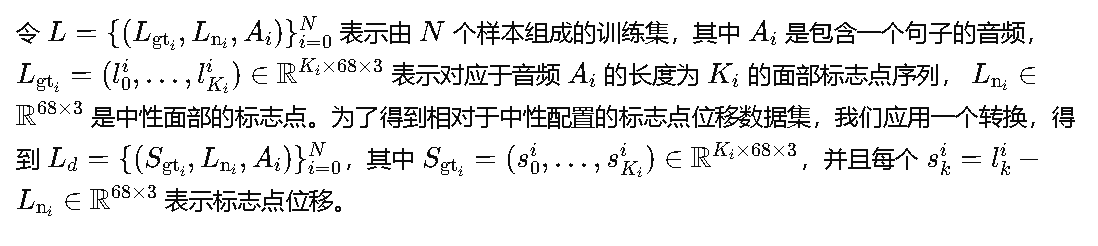 令 $L = \{(L_{\mathrm{gt}_i}, L_{\mathrm{n}_i}, A_i)\}_{i=0}^{N}$ 表示由 $N$ 个样本组成的训练集，其中 $A_i$ 是包含一个句子的音频，
$L_{\mathrm{gt}_i} = (l_0^i, \ldots, l_{K_i}^i) \in \mathbb{R}^{K_i \times 68 \times 3}$ 表示对应于音频 $A_i$ 的长度为 $K_i$ 的面部标志点序列， $L_{\mathrm{n}_i} \in$
$\mathbb{R}^{68 \times 3}$ 是中性面部的标志点。为了得到相对于中性配置的标志点位移数据集，我们应用一个转换，得
到 $L_d = \{(S_{\mathrm{gt}_i}, L_{\mathrm{n}_i}, A_i)\}_{i=0}^{N}$，其中 $S_{\mathrm{gt}_i} = (s_0^i, \ldots, s_{K_i}^i) \in \mathbb{R}^{K_i \times 68 \times 3}$，并且每个 $s_k^i = l_k^i -$
$L_{\mathrm{n}_i} \in \mathbb{R}^{68 \times 3}$ 表示标志点位移。